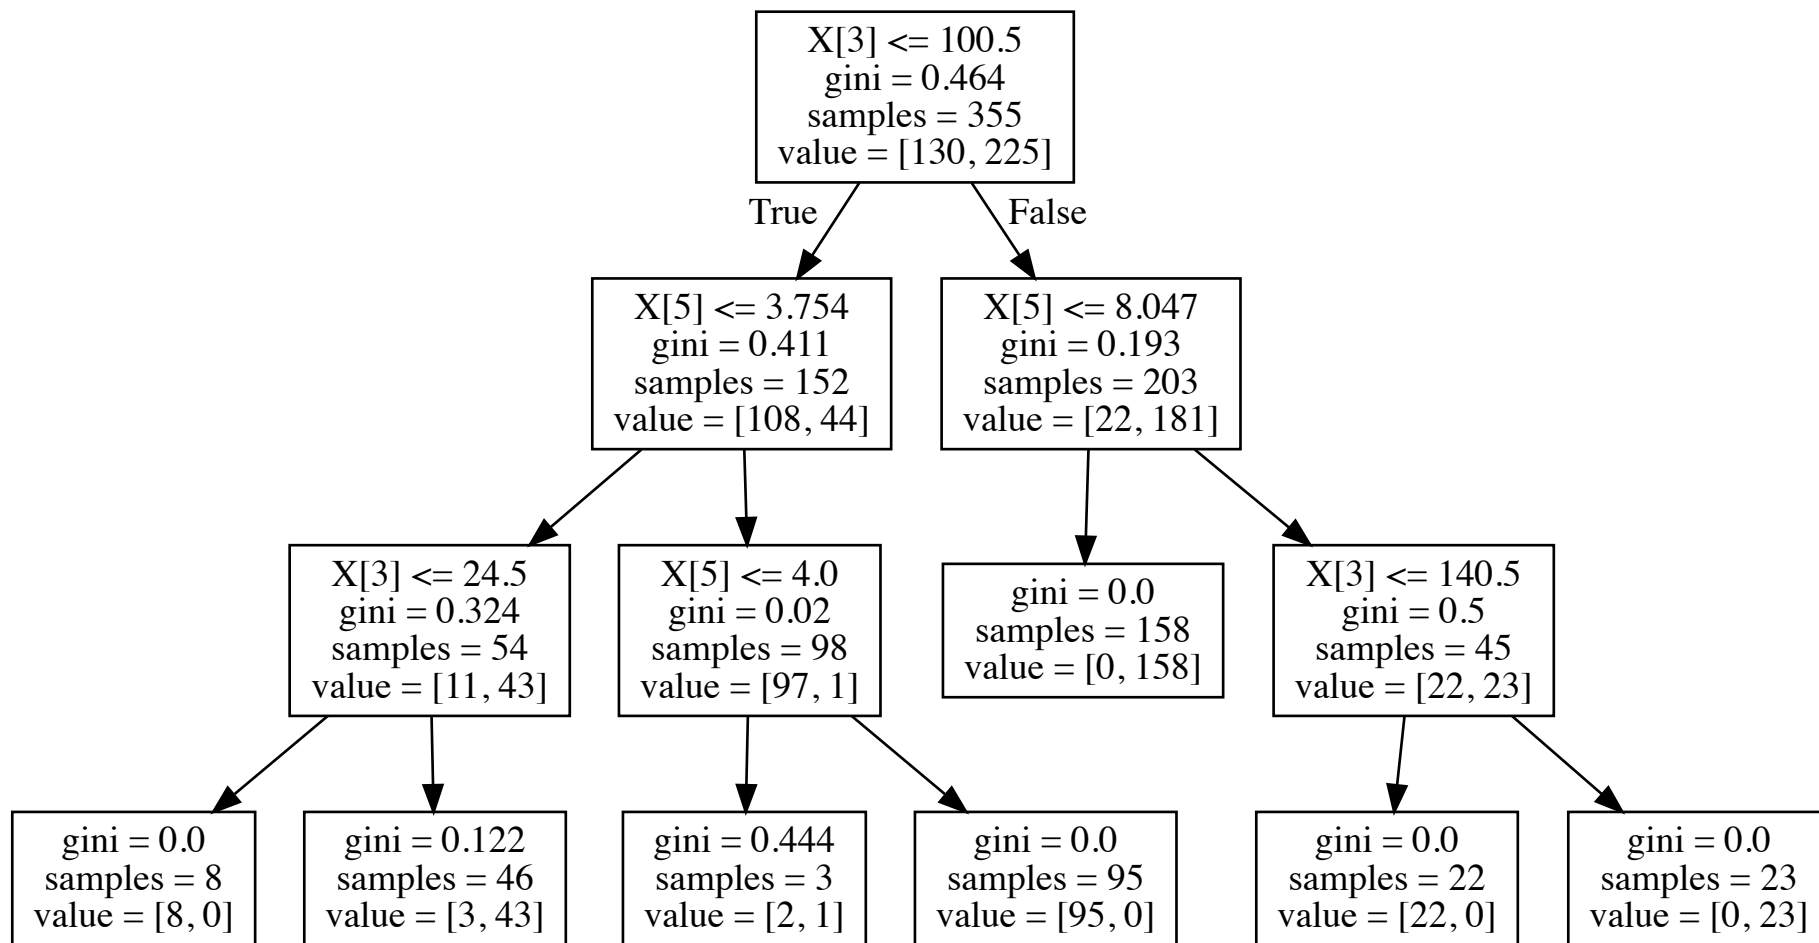 X[3] <= 100.5
gini = 0.464
samples = 355
value = [130, 225]
True
False
X[5] <= 3.754
gini = 0.411
samples = 152
value = [108, 44]
X[5] <= 8.047
gini = 0.193
samples = 203
value = [22, 181]
X[3] <= 24.5
gini = 0.324
samples = 54
value = [11, 43]
X[5] <= 4.0
gini = 0.02
samples = 98
value = [97, 1]
gini = 0.0
samples = 158
value = [0, 158]
X[3] <= 140.5
gini = 0.5
samples = 45
value = [22, 23]
gini = 0.0
samples = 8
value = [8, 0]
gini = 0.122
samples = 46
value = [3, 43]
gini = 0.444
samples = 3
value = [2, 1]
gini = 0.0
samples = 95
value = [95, 0]
gini = 0.0
samples = 22
value = [22, 0]
gini = 0.0
samples = 23
value = [0, 23]